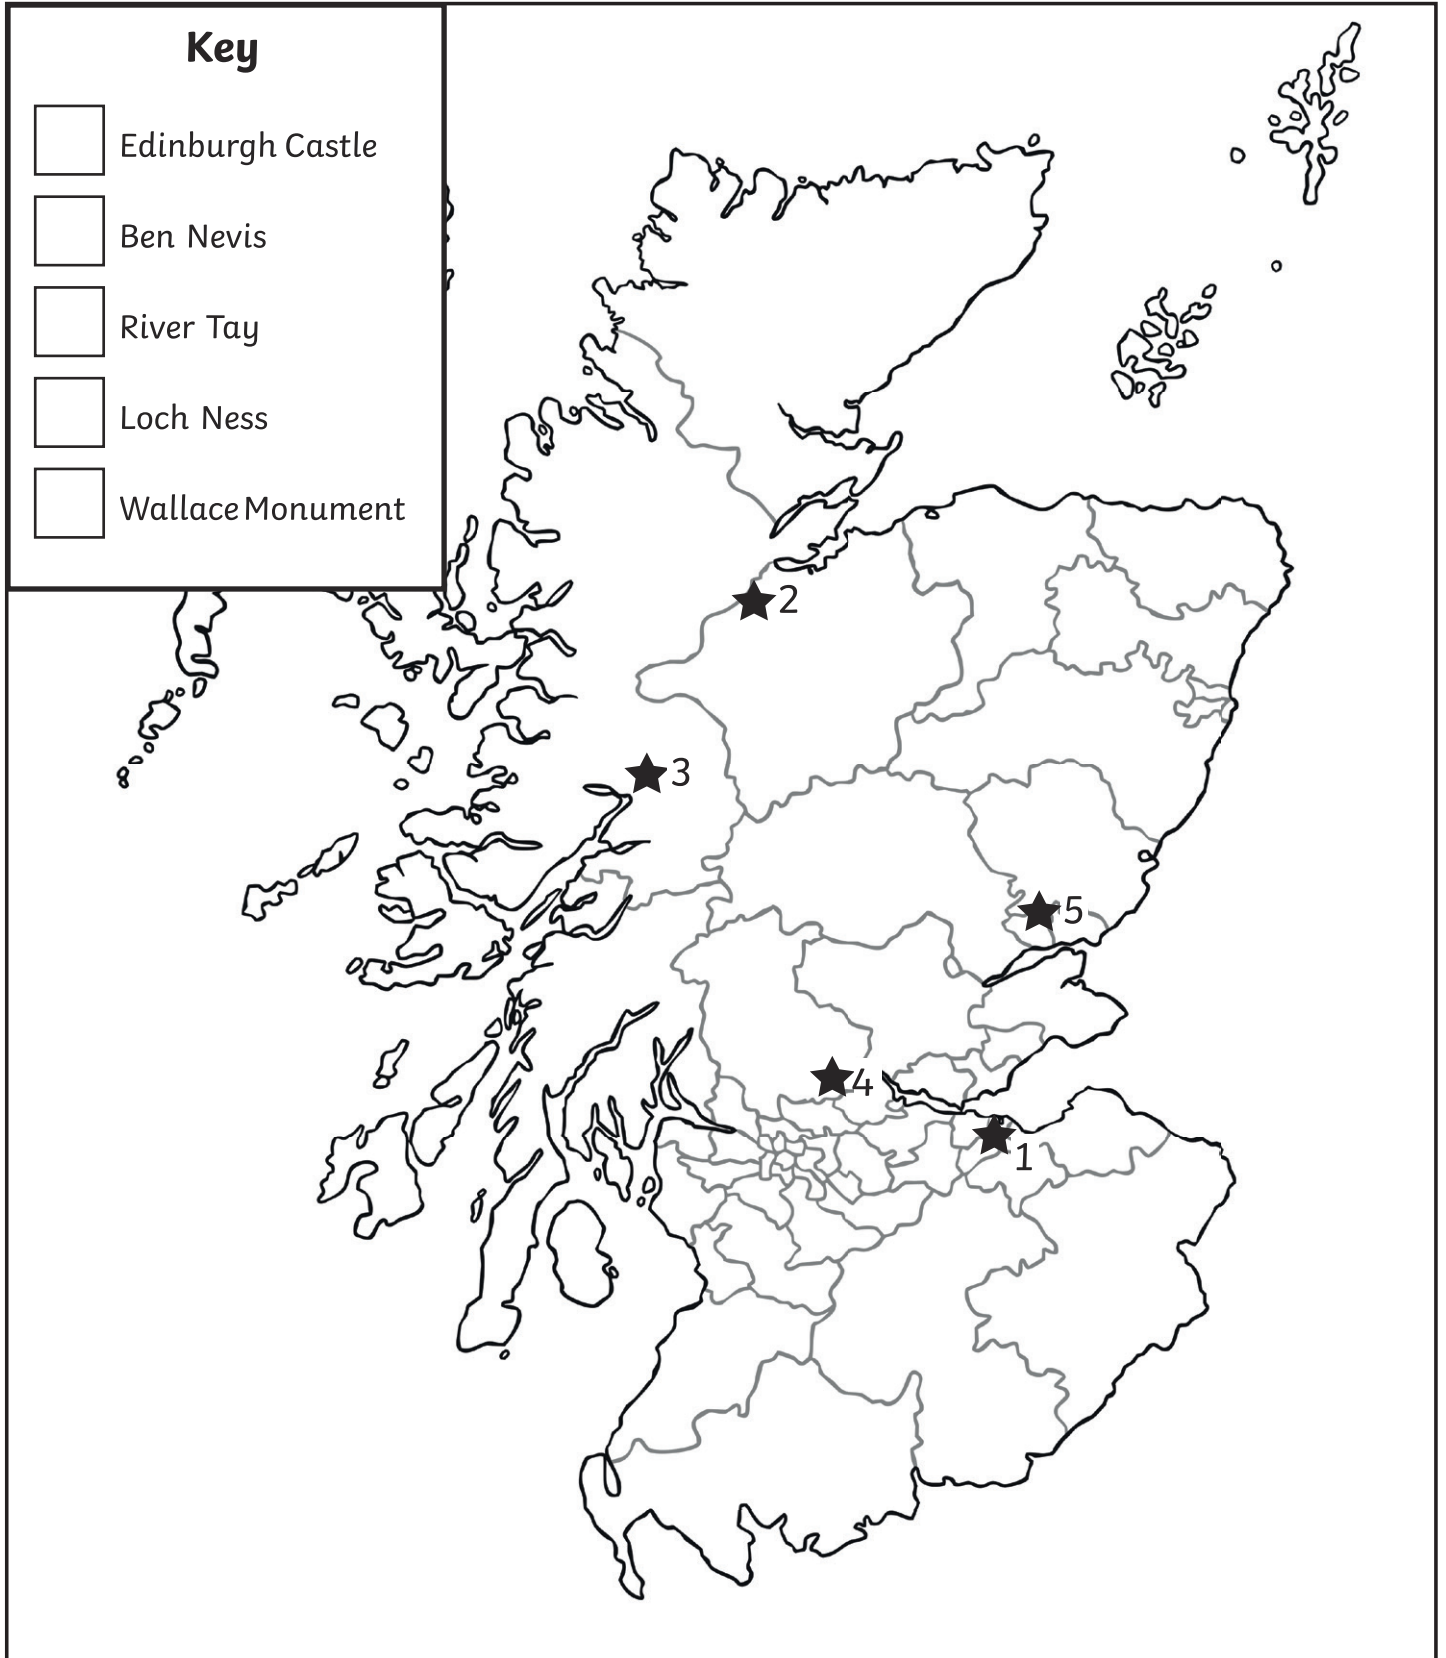 Key
Edinburgh Castle
Ben Nevis
River Tay
Loch Ness
Wallace Monument
2
3
5
4
1